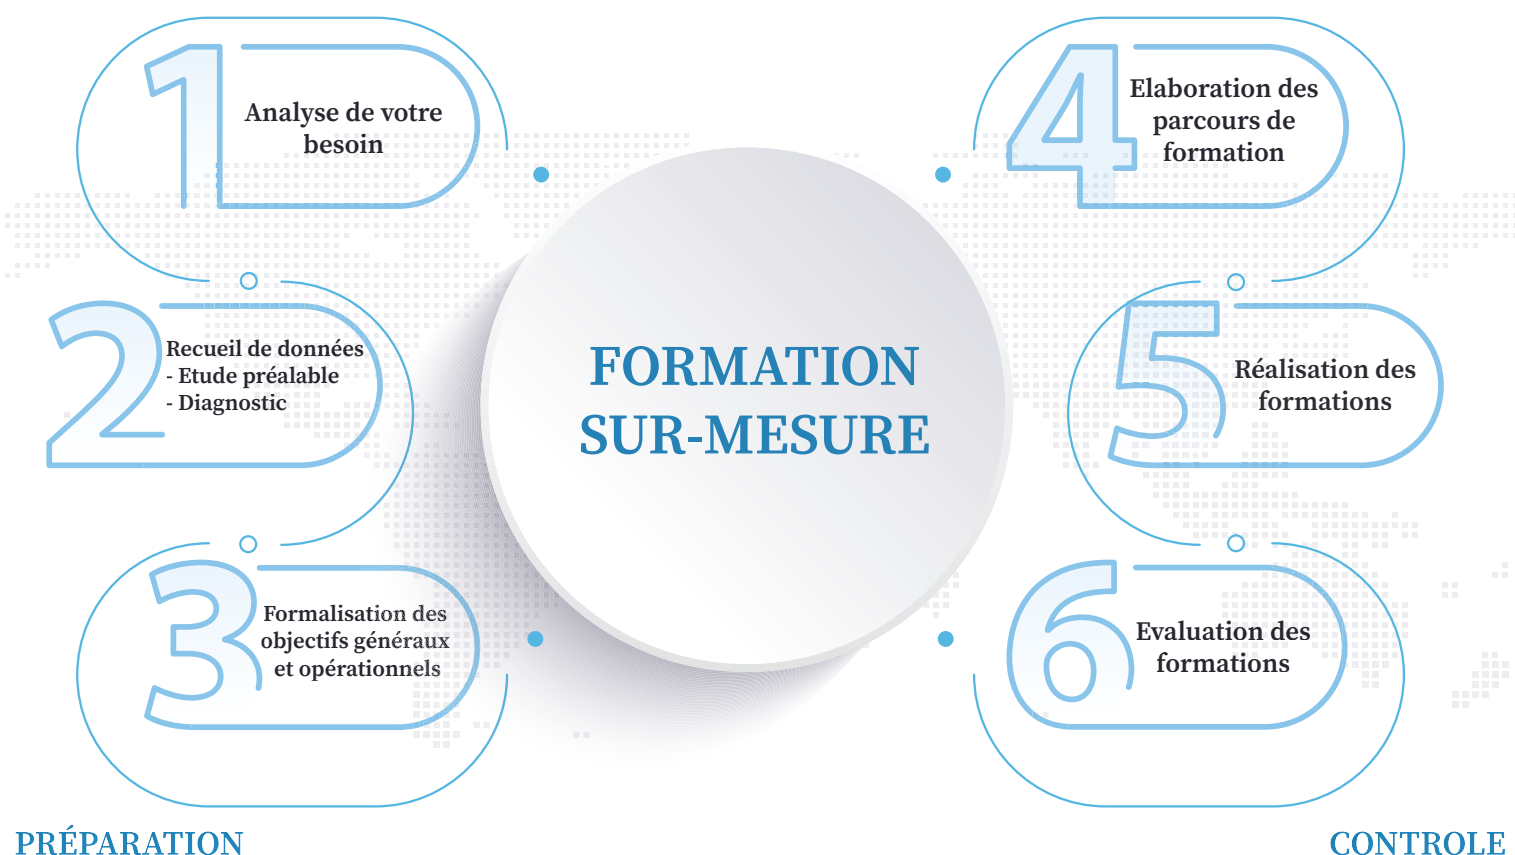 1
Analyse de votre
besoin
2
Recueil de données
- Etude préalable
- Diagnostic
3
Formalisation des
objectifs généraux
et opérationnels
FORMATION
SUR-MESURE
4
Elaboration des
parcours de
formation
5
Réalisation des
formations
6
Evaluation des
formations
PRÉPARATION
CONTROLE